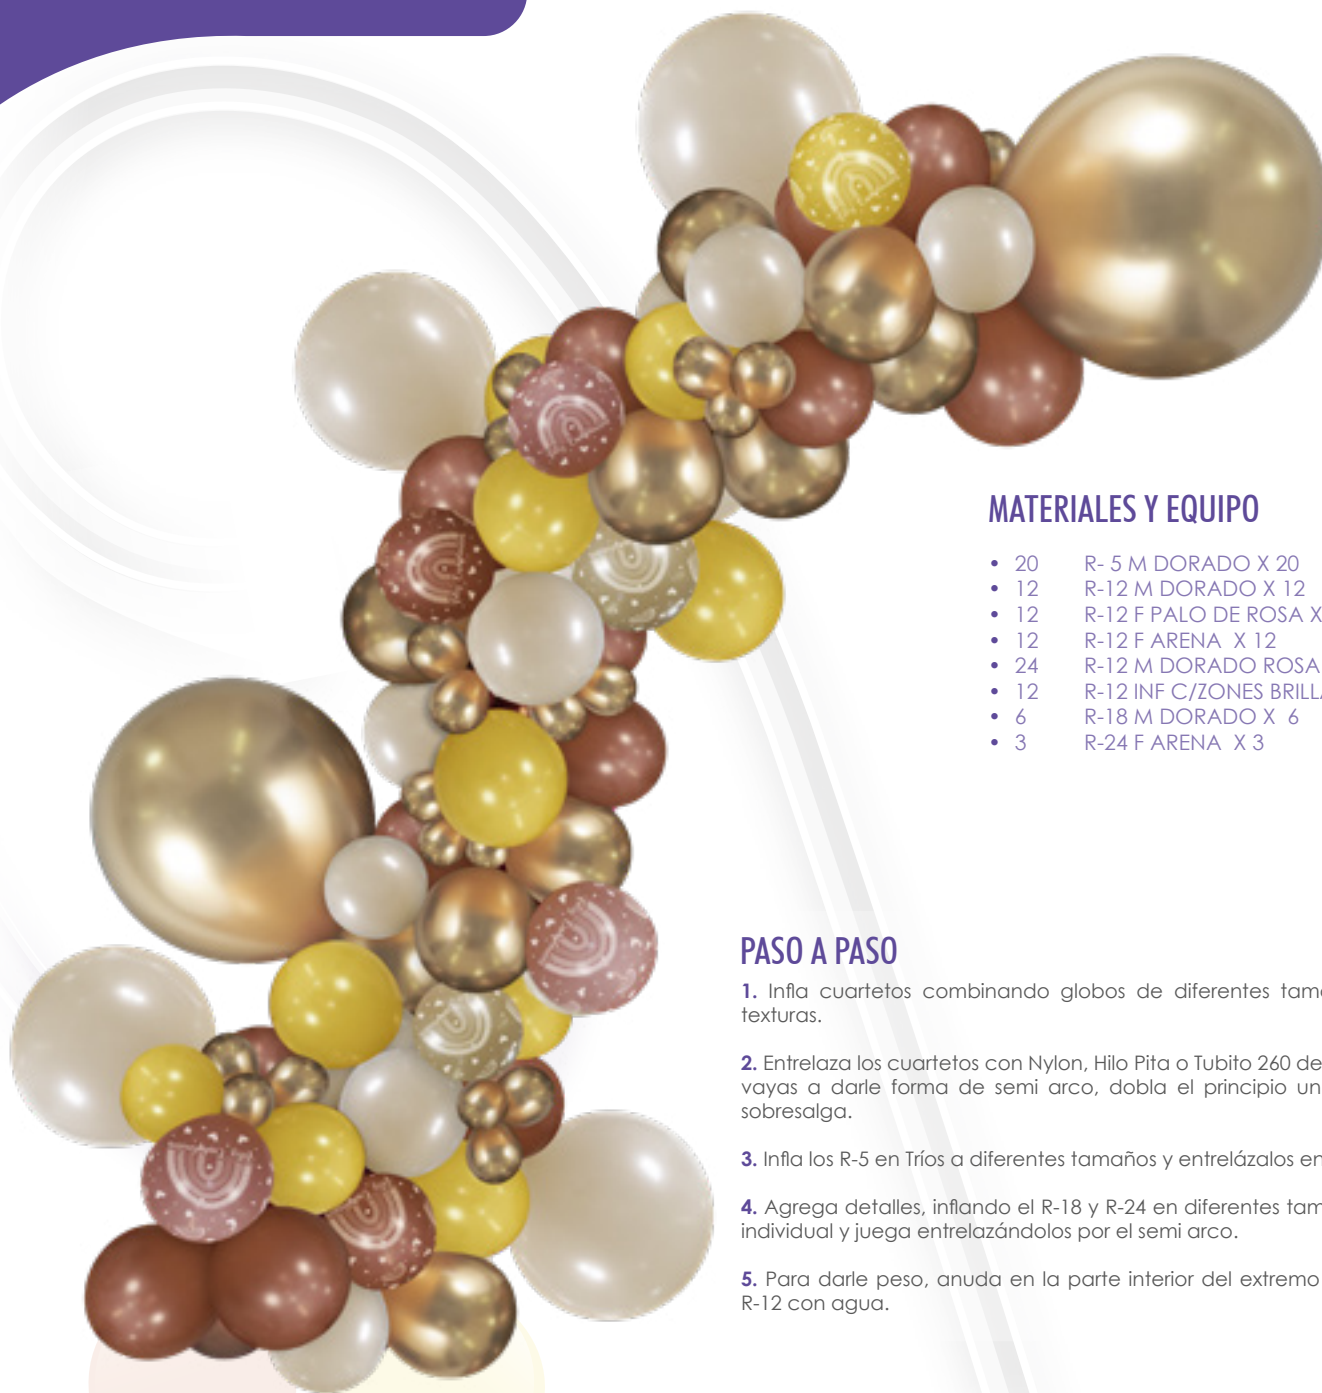 MATERIALES Y EQUIPO
• 20 R- 5 M DORADO X 20
• 12 R-12 M DORADO X 12
• 12 R-12 F PALO DE ROSA X
• 12 R-12 F ARENA X 12
• 24 R-12 M DORADO ROSA
• 12 R-12 INF C/ZONES
• 6 R-18 M DORADO X 6
• 3 R-24 F ARENA X 3
PASO A PASO
1. Infla cuartetos combinando globos de diferentes
texturas.
2. Entrelaza los cuartetos con Nylon, Hilo Pita o Tubito 260 de
vayas a darle forma de semi arco, dobla el principio un
sobresalga.
3. Infla los R-5 en Tríos a diferentes tamaños y entrelázalos en
4. Agrega detalles, inflando el R-18 y R-24 en diferentes
individual y juega entrelazándolos por el semi arco.
5. Para darle peso, anuda en la parte interior del extremo
R-12 con agua.